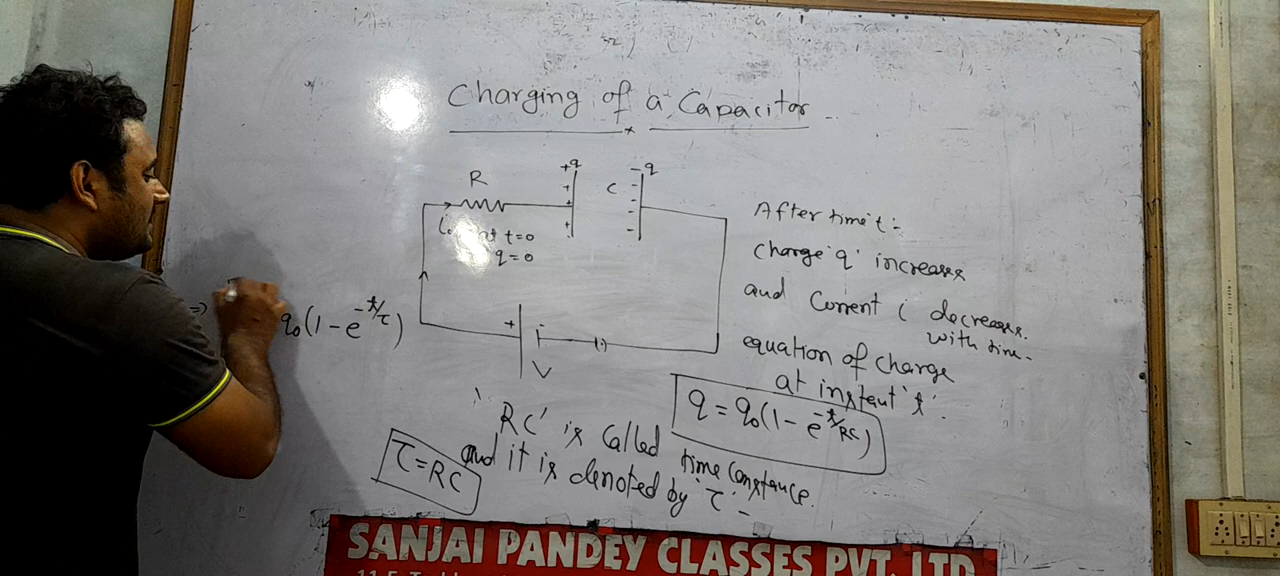 Charging of a Capacitor
+q
-q
R
C
t=0
q=0
+
-
V
After time 't':-
Charge 'q' increases
and Current i decreases
with time.
equation of Charge
at instant 't'.
q = q₀(1-e^-t/RC)
q₀(1-e^-t/τ)
'RC' is called time Constance.
and it is denoted by 'τ'-
τ=RC
SANJAI PANDEY CLASSES PVT. LTD